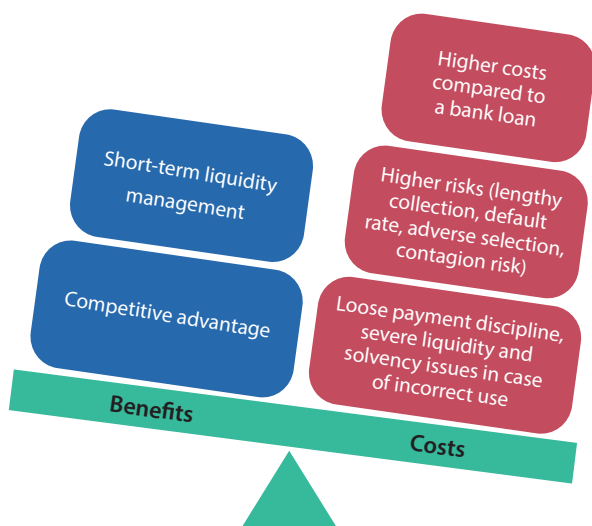 Short-term liquidity
management
Competitive advantage
Benefits
Higher costs
compared to
a bank loan
Higher risks (lengthy
collection, default
rate, adverse selection,
contagion risk)
Loose payment discipline,
severe liquidity and
solvency issues in case
of incorrect use
Costs